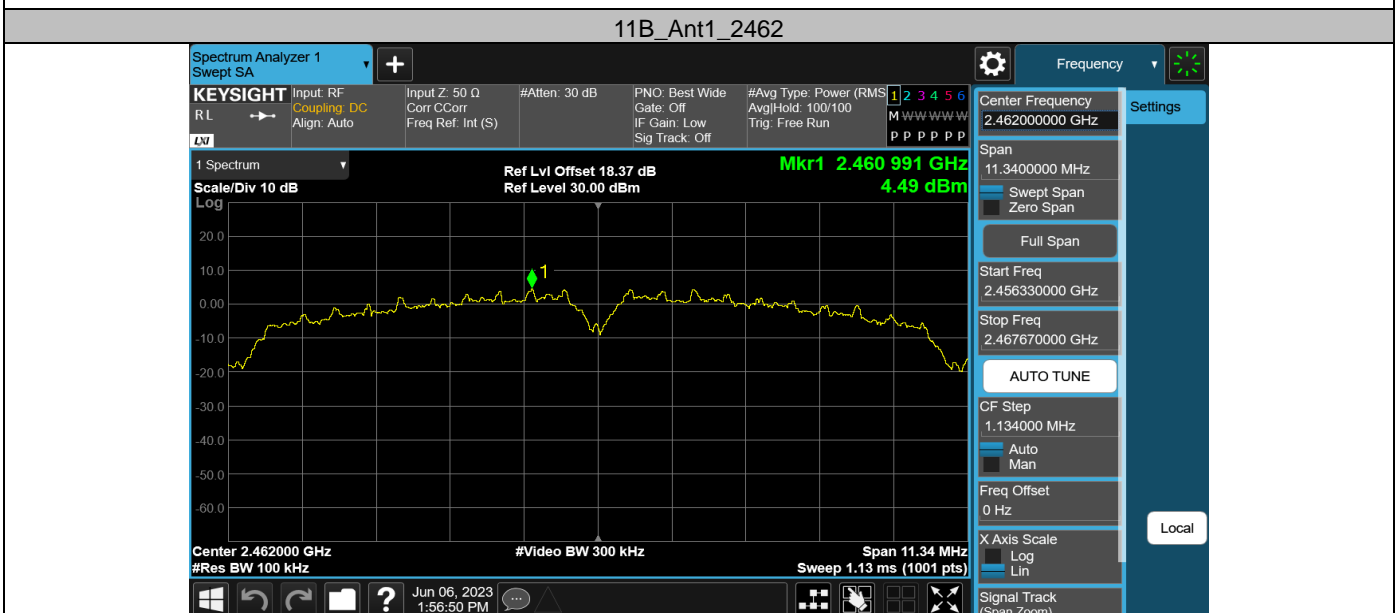 11B_Ant1_2462
Spectrum Analyzer 1
Swept SA
Frequency
KEYSIGHT
RL
LXI
Input: RF
Coupling: DC
Align: Auto
Input Z: 50 Ω
Corr CCorr
Freq Ref: Int (S)
#Atten: 30 dB
PNO: Best Wide
Gate: Off
IF Gain: Low
Sig Track: Off
#Avg Type: Power (RMS
Avg|Hold: 100/100
Trig: Free Run
1 2 3 4 5 6
M W W W W W
P P P P P P
1 Spectrum
Scale/Div 10 dB
Log
Ref Lvl Offset 18.37 dB
Ref Level 30.00 dBm
Mkr1 2.460 991 GHz
4.49 dBm
20.0
10.0
0.00
-10.0
-20.0
-30.0
-40.0
-50.0
-60.0
1
Center 2.462000 GHz
#Res BW 100 kHz
#Video BW 300 kHz
Span 11.34 MHz
Sweep 1.13 ms (1001 pts)
Jun 06, 2023
1:56:50 PM
Center Frequency
2.462000000 GHz
Span
11.3400000 MHz
Swept Span
Zero Span
Full Span
Start Freq
2.456330000 GHz
Stop Freq
2.467670000 GHz
AUTO TUNE
CF Step
1.134000 MHz
Auto
Man
Freq Offset
0 Hz
X Axis Scale
Log
Lin
Signal Track
(Span Zoom)
Settings
Local